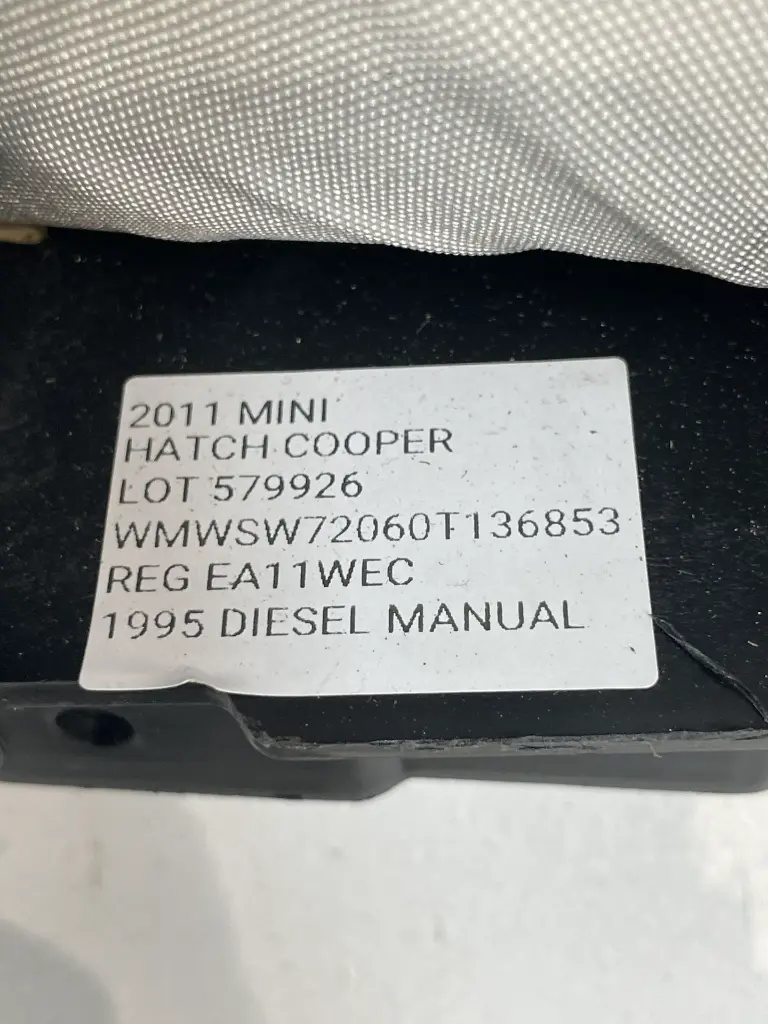 2011 MINI
HATCH COOPER
LOT 579926
WMWSW72060T136853
REG EA11WEC
1995 DIESEL MANUAL